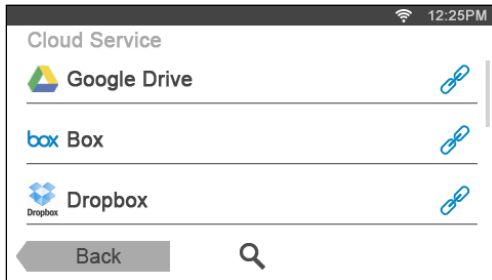 12:25PM
Cloud Service
Google Drive
box Box
Dropbox
Dropbox
Back